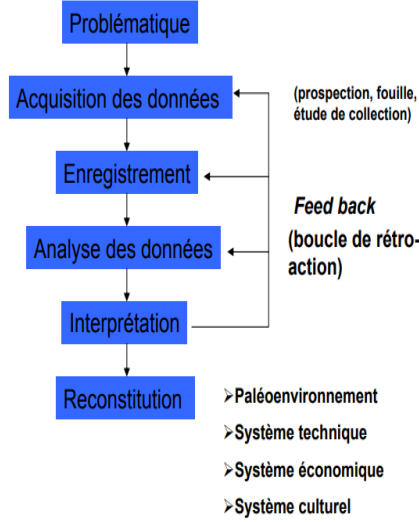 Problématique
Acquisition des données
(prospection, fouille,
étude de collection)
Enregistrement
Feed back
(boucle de rétro-
action)
Analyse des données
Interprétation
Reconstitution
➢Paléoenvironnement
➢Système technique
➢Système économique
➢Système culturel